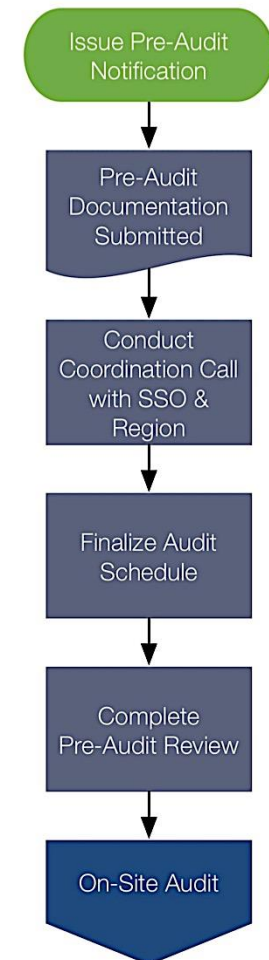 Issue Pre-Audit
Notification
Pre-Audit
Documentation
Submitted
Conduct
Coordination Call
with SSO &
Region
Finalize Audit
Schedule
Complete
Pre-Audit Review
On-Site Audit